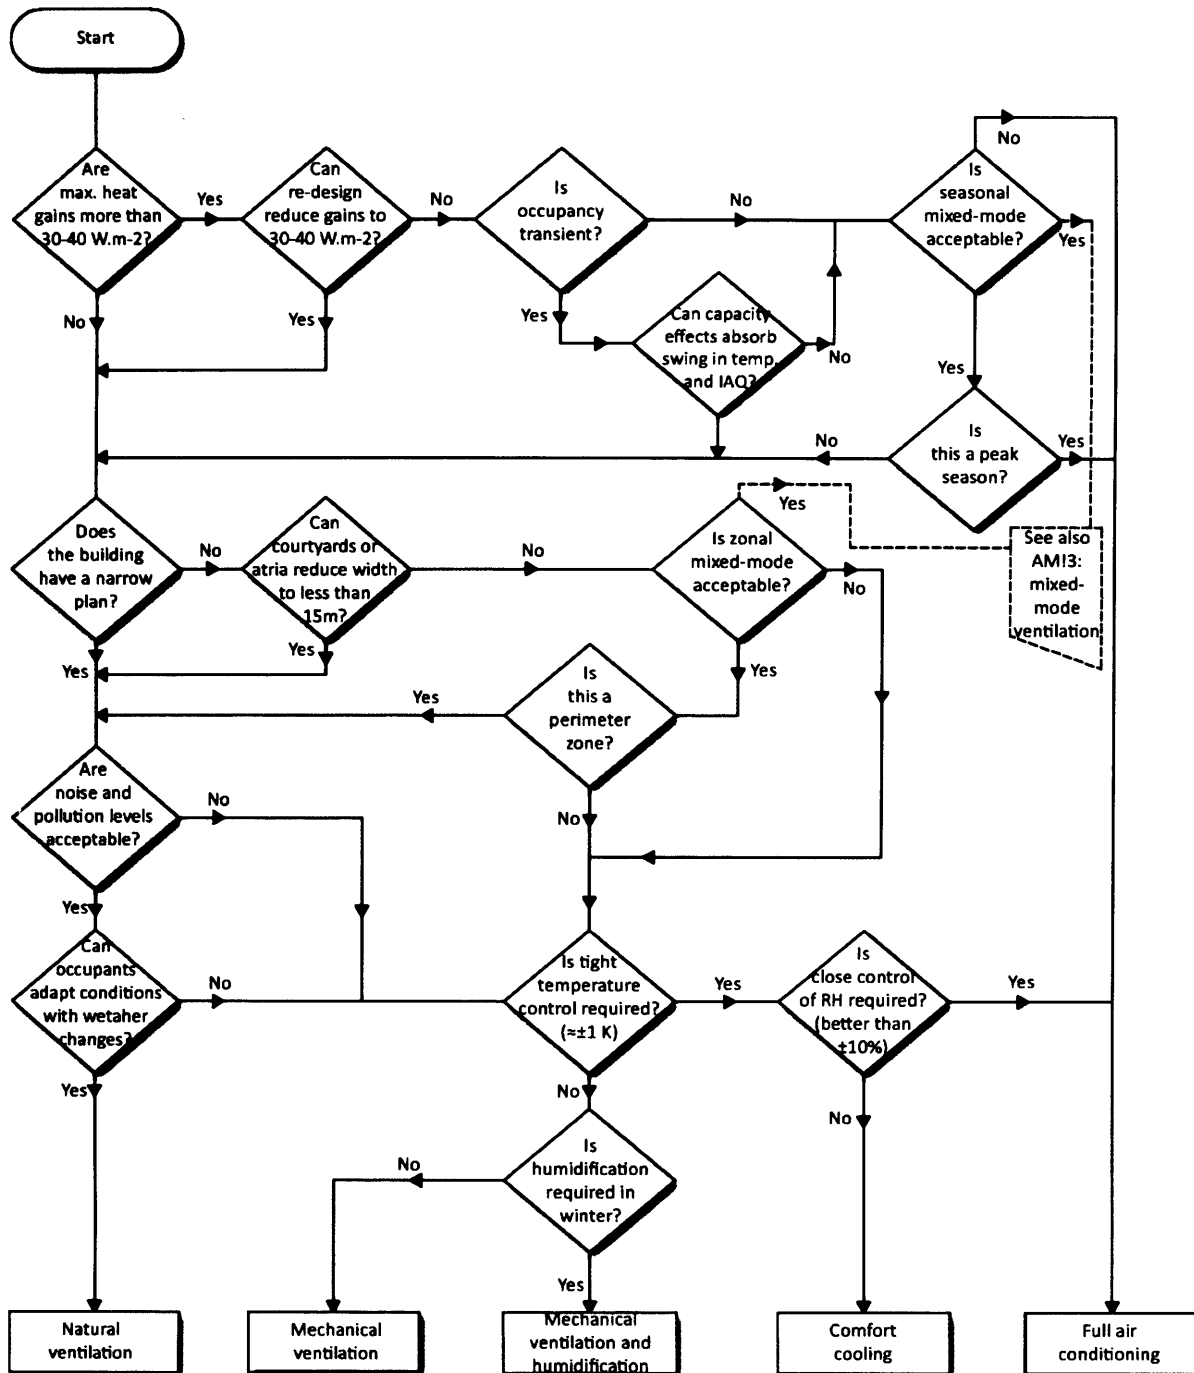 Start
Are
max. heat
gains more than
30-40 W.m-2?
Yes
No
Can
re-design
reduce gains to
30-40 W.m-2?
No
Yes
Is
occupancy
transient?
No
Yes
Can capacity
effects absorb
swing in temp,
and IAQ?
No
Is
seasonal
mixed-mode
acceptable?
No
Yes
Yes
Is
this a peak
season?
No
Yes
Does
the building
have a narrow
plan?
No
Yes
Can
courtyards or
atria reduce width
to less than
15m?
No
Yes
Is zonal
mixed-mode
acceptable?
Yes
No
Yes
See also
AM!3:
mixed-
mode
ventilation
Is
this a
perimeter
zone?
Yes
No
Are
noise and
pollution levels
acceptable?
No
Yes
Can
occupants
adapt conditions
with wetaher
changes?
No
Yes
Is tight
temperature
control required?
(≈±1 K)
Yes
No
Is
close control
of RH required?
(better than
±10%)
Yes
No
Is
humidification
required in
winter?
No
Yes
Natural
ventilation
Mechanical
ventilation
Mechanical
ventilation and
humidification
Comfort
cooling
Full air
conditioning